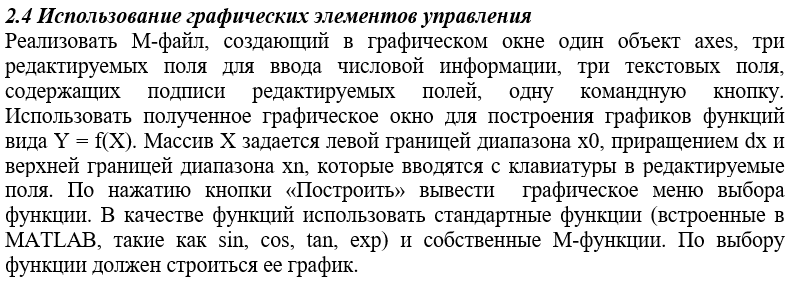 2.4 Использование графических элементов управления
Реализовать М-файл, создающий в графическом окне один объект axes, три
редактируемых поля для ввода числовой информации, три текстовых поля,
содержащих подписи редактируемых полей, одну командную кнопку.
Использовать полученное графическое окно для построения графиков функций
вида Y = f(X). Массив X задается левой границей диапазона x0, приращением dx и
верхней границей диапазона xn, которые вводятся с клавиатуры в редактируемые
поля. По нажатию кнопки «Построить» вывести графическое меню выбора
функции. В качестве функций использовать стандартные функции (встроенные в
MATLAB, такие как sin, cos, tan, exp) и собственные М-функции. По выбору
функции должен строиться ее график.